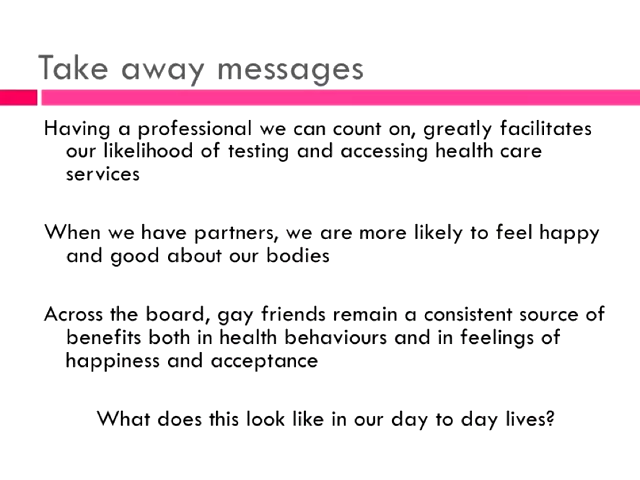 Take away messages
Having a professional we can count on, greatly facilitates
our likelihood of testing and accessing health care
services
When we have partners, we are more likely to feel happy
and good about our bodies
Across the board, gay friends remain a consistent source of
benefits both in health behaviours and in feelings of
happiness and acceptance
What does this look like in our day to day lives?